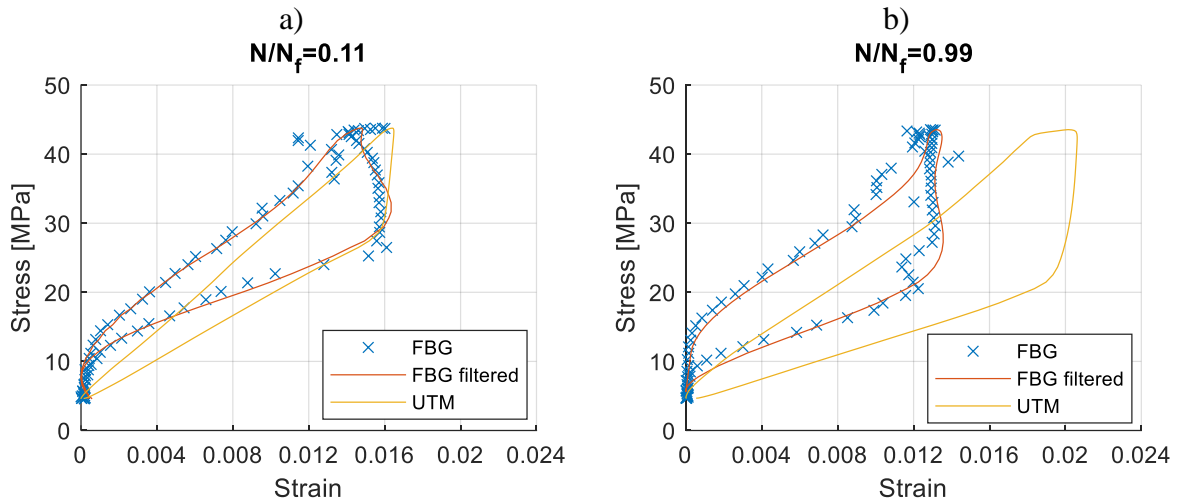 a)
N/Nf=0.11
50
40
30
20
10
0
Stress [MPa]
0
0.004
0.008
0.012
0.016
0.02
0.024
Strain
FBG
FBG filtered
UTM
b)
N/Nf=0.99
50
40
30
20
10
0
Stress [MPa]
0
0.004
0.008
0.012
0.016
0.02
0.024
Strain
FBG
FBG filtered
UTM